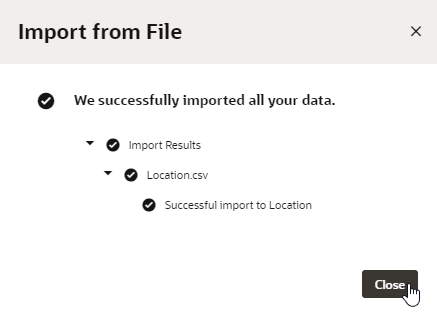 Import from File
We successfully imported all your data.
Import Results
Location.csv
Successful import to Location
Close